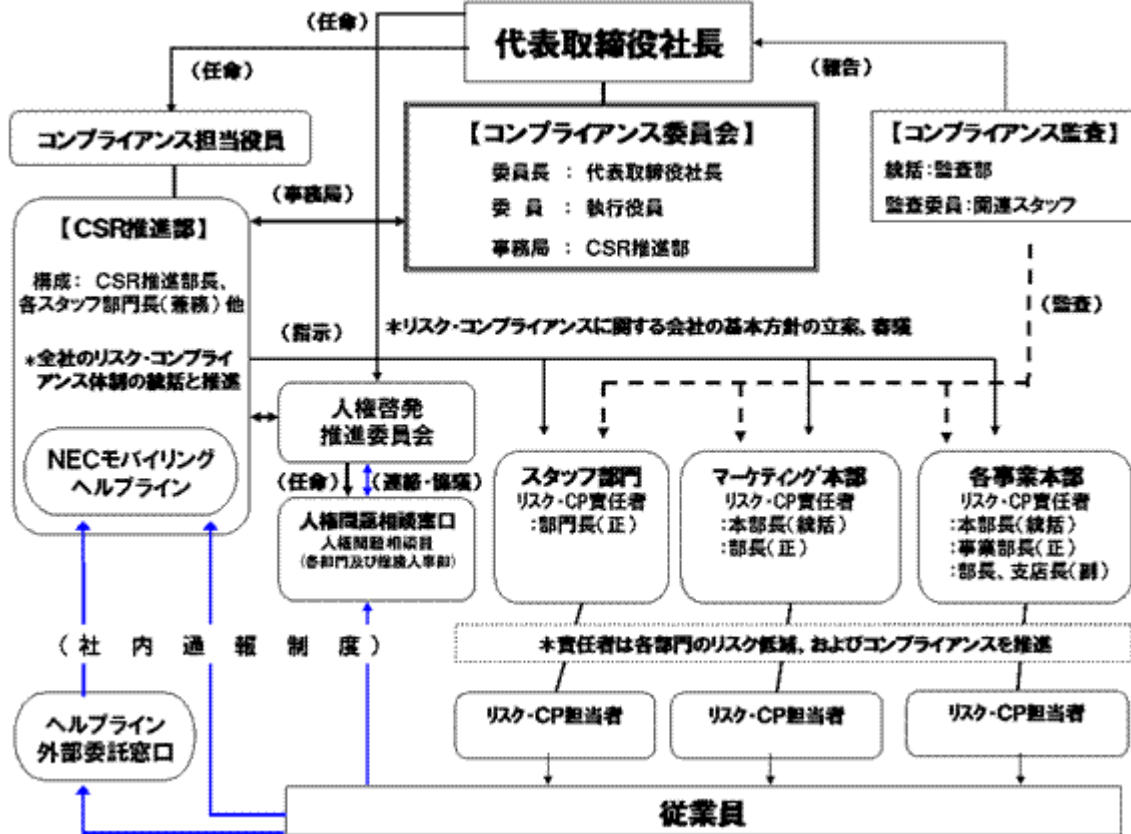 (任命)
代表取締役社長
(報告)
(任命)
コンプライアンス担当役員
【コンプライアンス委員会】
委員長 : 代表取締役社長
委 員 : 執行役員
事務局 : CSR推進部
【コンプライアンス監査】
統括:監査部
監査委員:関連スタッフ
(事務局)
【CSR推進部】
構成: CSR推進部長、
各スタッフ部門長(兼務)他
*全社のリスク・コンプライ
アンス体制の統括と推進
(監査)
*リスク・コンプライアンスに関する会社の基本方針の立案、審議
(指示)
人権啓発
推進委員会
NECモバイリング
ヘルプライン
(任命)
(連絡・協議)
人権問題相談窓口
人権問題相談員
(各部門及び総務人事部)
スタッフ部門
リスク・CP責任者
:部門長(正)
マーケティング本部
リスク・CP責任者
:本部長(統括)
:部長(正)
各事業本部
リスク・CP責任者
:本部長(統括)
:事業部長(正)
:部長、支店長(副)
(社内通報制度)
*責任者は各部門のリスク低減、およびコンプライアンスを推進
ヘルプライン
外部委託窓口
リスク・CP担当者
リスク・CP担当者
リスク・CP担当者
従業員